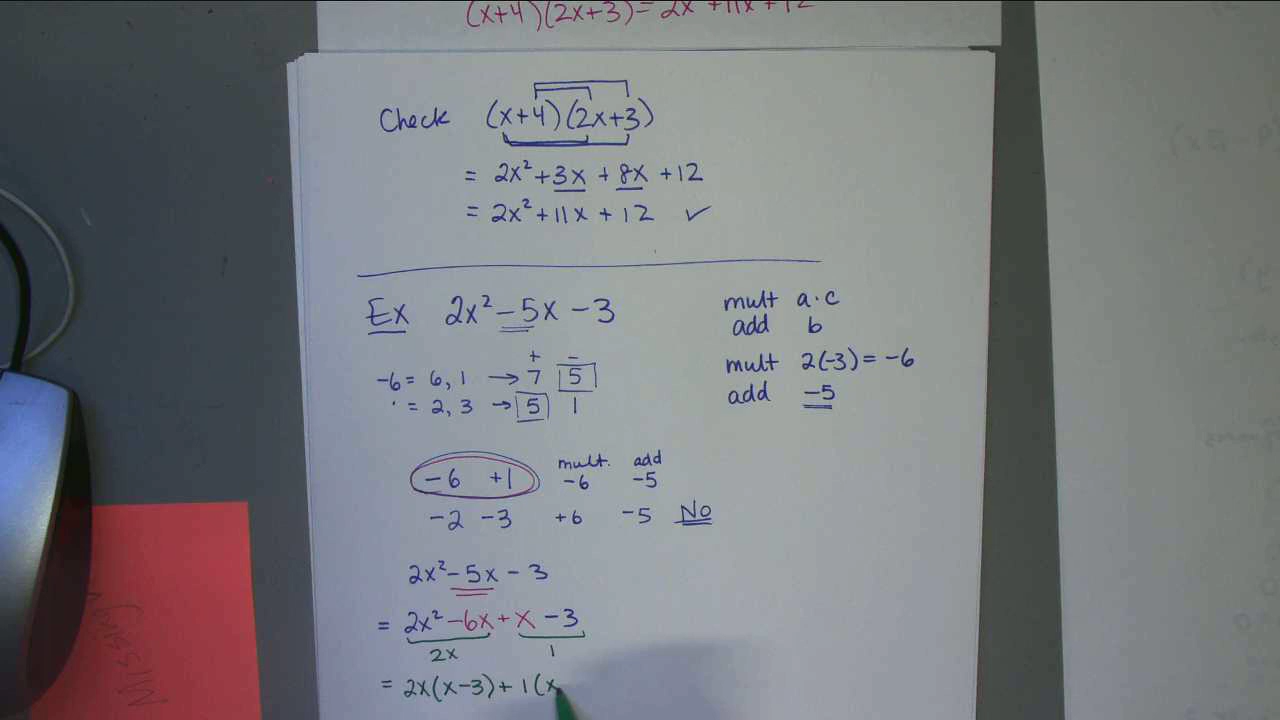 (x+4)(2x+3) = 2x² + 11x + 12
Check (x+4)(2x+3)
= 2x² + 3x + 8x + 12
= 2x² + 11x + 12 ✓
Ex 2x² - 5x - 3
mult a·c
add b
+ -
-6 = 6, 1 → 7 5
= 2, 3 → 5 1
mult 2(-3) = -6
add -5
mult. add
-6 +1 -6 -5
-2 -3 +6 -5 No
2x² - 5x - 3
= 2x² - 6x + x - 3
2x 1
= 2x(x-3) + 1(x
Missing